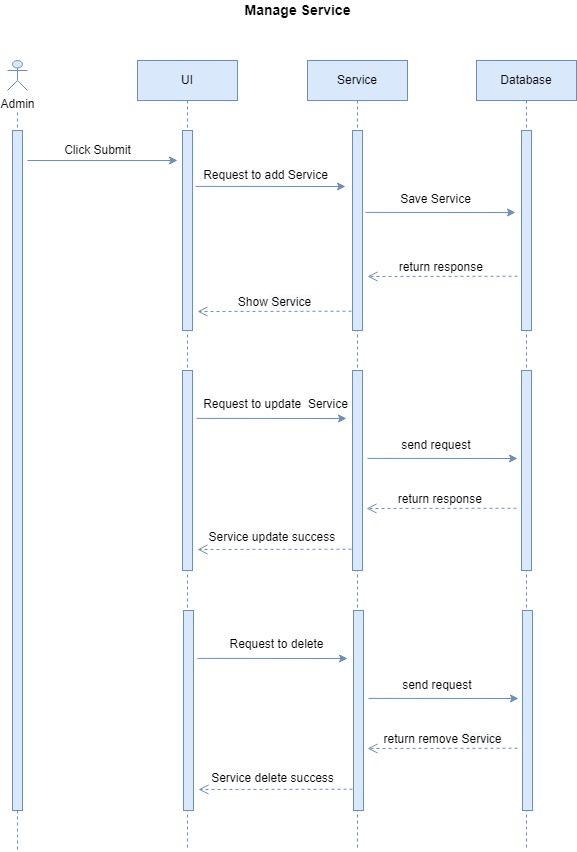 Manage Service
Admin
UI
Service
Database
Click Submit
Request to add Service
Save Service
return response
Show Service
Request to update  Service
send request
return response
Service update success
Request to delete
send request
return remove Service
Service delete success